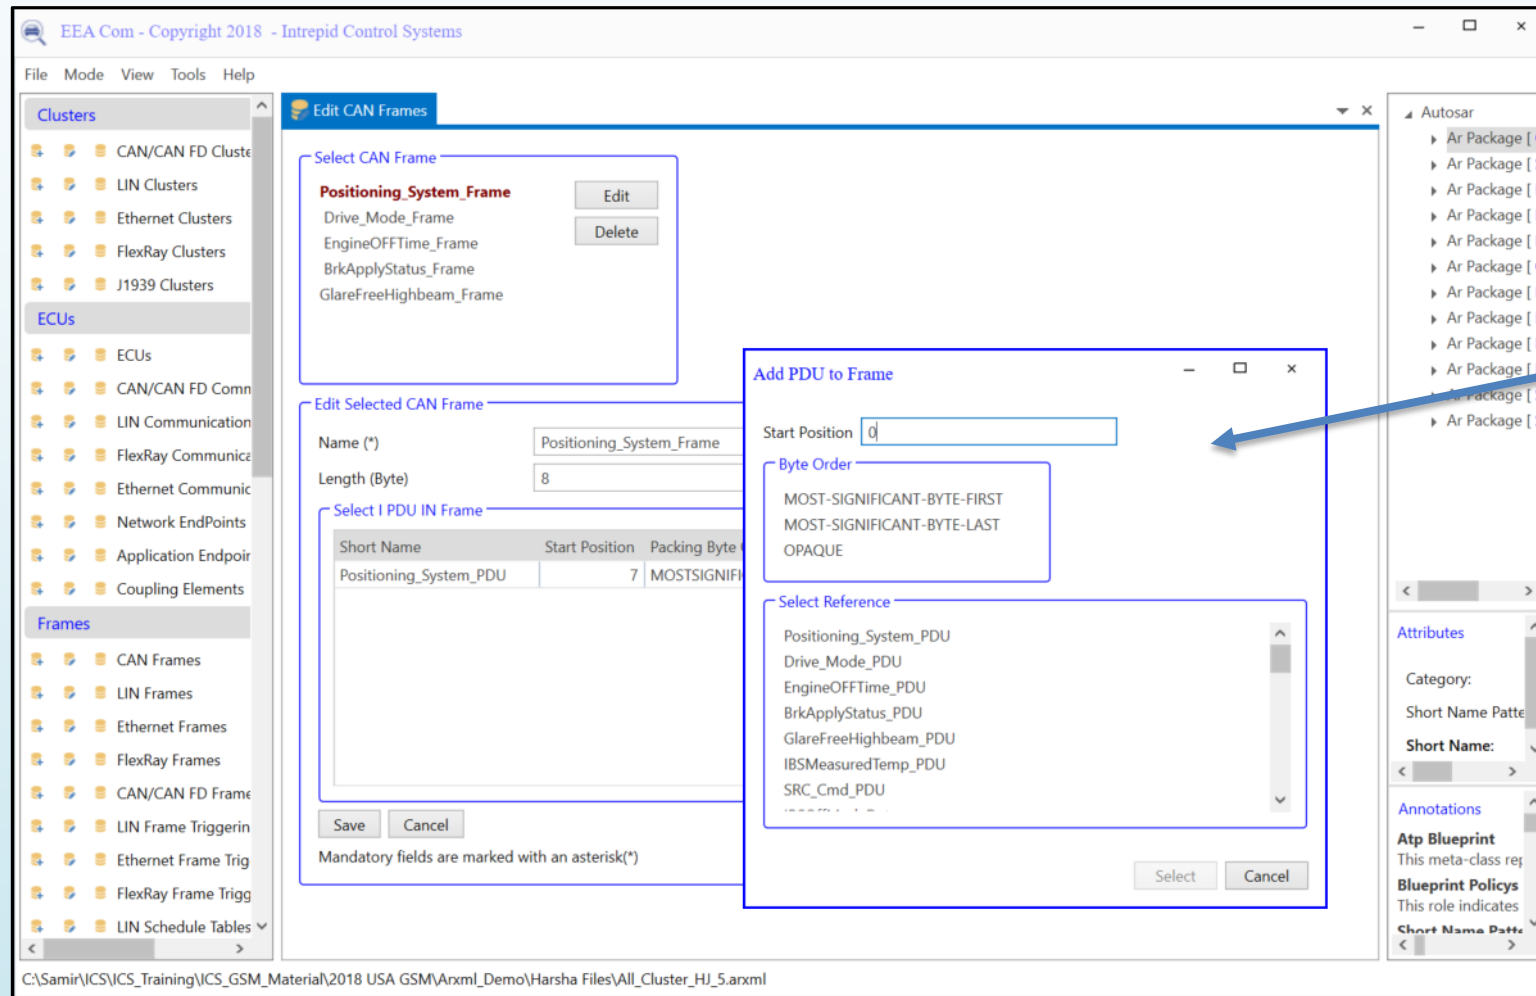 EEA Com - Copyright 2018 - Intrepid Control Systems
File Mode View Tools Help
Clusters
CAN/CAN FD Cluste
LIN Clusters
Ethernet Clusters
FlexRay Clusters
J1939 Clusters
ECUs
ECUs
CAN/CAN FD Comn
LIN Communication
FlexRay Communica
Ethernet Communic
Network EndPoints
Application Endpoir
Coupling Elements
Frames
CAN Frames
LIN Frames
Ethernet Frames
FlexRay Frames
CAN/CAN FD Frame
LIN Frame Triggerin
Ethernet Frame Trig
FlexRay Frame Trigg
LIN Schedule Tables
Edit CAN Frames
Select CAN Frame
Positioning_System_Frame
Drive_Mode_Frame
EngineOFFTime_Frame
BrkApplyStatus_Frame
GlareFreeHighbeam_Frame
Edit
Delete
Edit Selected CAN Frame
Name (*) Positioning_System_Frame
Length (Byte) 8
Select I PDU IN Frame
Short Name Start Position Packing Byte
Positioning_System_PDU 7 MOSTSIGNIFI
Save Cancel
Mandatory fields are marked with an asterisk(*)
Add PDU to Frame
Start Position 0
Byte Order
MOST-SIGNIFICANT-BYTE-FIRST
MOST-SIGNIFICANT-BYTE-LAST
OPAQUE
Select Reference
Positioning_System_PDU
Drive_Mode_PDU
EngineOFFTime_PDU
BrkApplyStatus_PDU
GlareFreeHighbeam_PDU
IBSMeasuredTemp_PDU
SRC_Cmd_PDU
Select Cancel
Autosar
Ar Package [
Ar Package [
Ar Package [
Ar Package [
Ar Package [
Ar Package [
Ar Package [
Ar Package [
Ar Package [
Ar Package [
Ar Package [
Ar Package [
Attributes
Category:
Short Name Patte
Short Name:
Annotations
Atp Blueprint
This meta-class rep
Blueprint Policys
This role indicates
Short Name Patte
C:\Samir\ICS\ICS_Training\ICS_GSM_Material\2018 USA GSM\Arxml_Demo\Harsha Files\All_Cluster_HJ_5.arxml